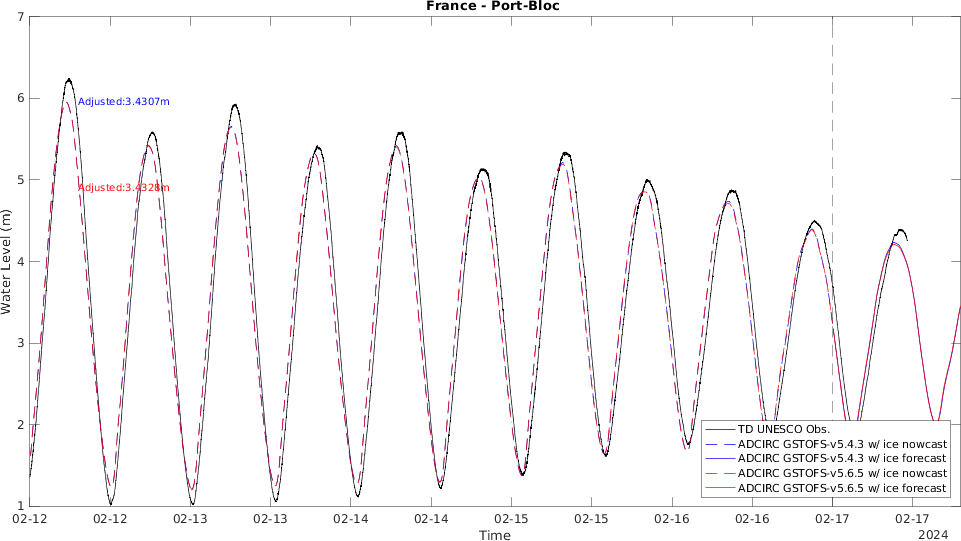 France - Port-Bloc
7
6
5
4
3
2
1
Water Level (m)
Adjusted:3.4307m
Adjusted:3.4328m
TD UNESCO Obs.
ADCIRC GSTOFS-v5.4.3 w/ ice nowcast
ADCIRC GSTOFS-v5.4.3 w/ ice forecast
ADCIRC GSTOFS-v5.6.5 w/ ice nowcast
ADCIRC GSTOFS-v5.6.5 w/ ice forecast
02-12 02-12 02-13 02-13 02-14 02-14 02-15 02-15 02-16 02-16 02-17 02-17
Time
2024